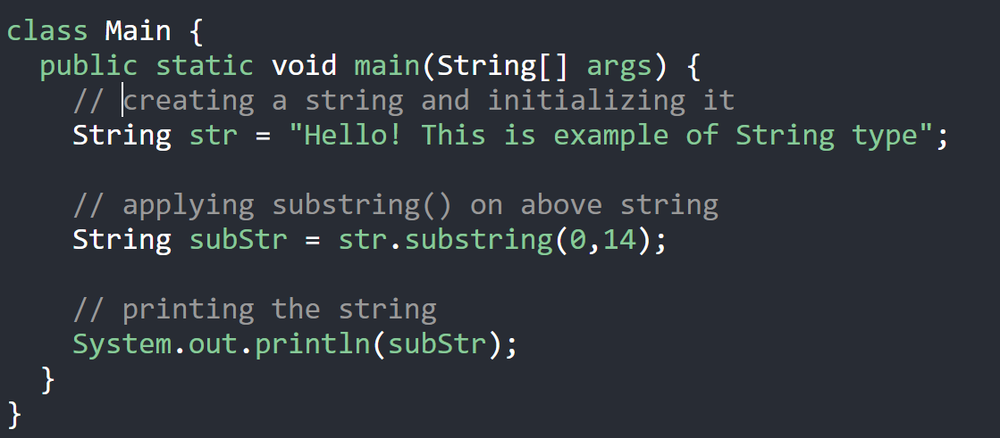 class Main {
  public static void main(String[] args) {
    // creating a string and initializing it
    String str = "Hello! This is example of String type";

    // applying substring() on above string
    String subStr = str.substring(0,14);

    // printing the string
    System.out.println(subStr);
  }
}